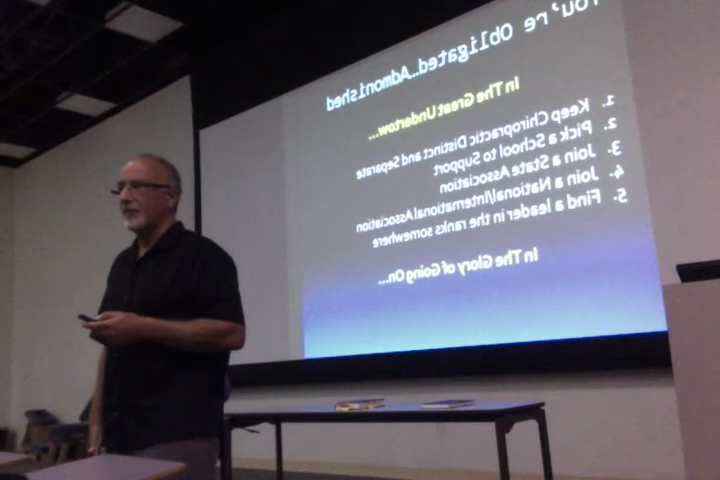 You're Obligated...Admonished
In The Great Undertow...
1. Keep Chiropractic Distinct and Separate
2. Pick a School to Support
3. Join a State Association
4. Join a National/International Association
5. Find a leader in the ranks somewhere
In The Glory of Going On...